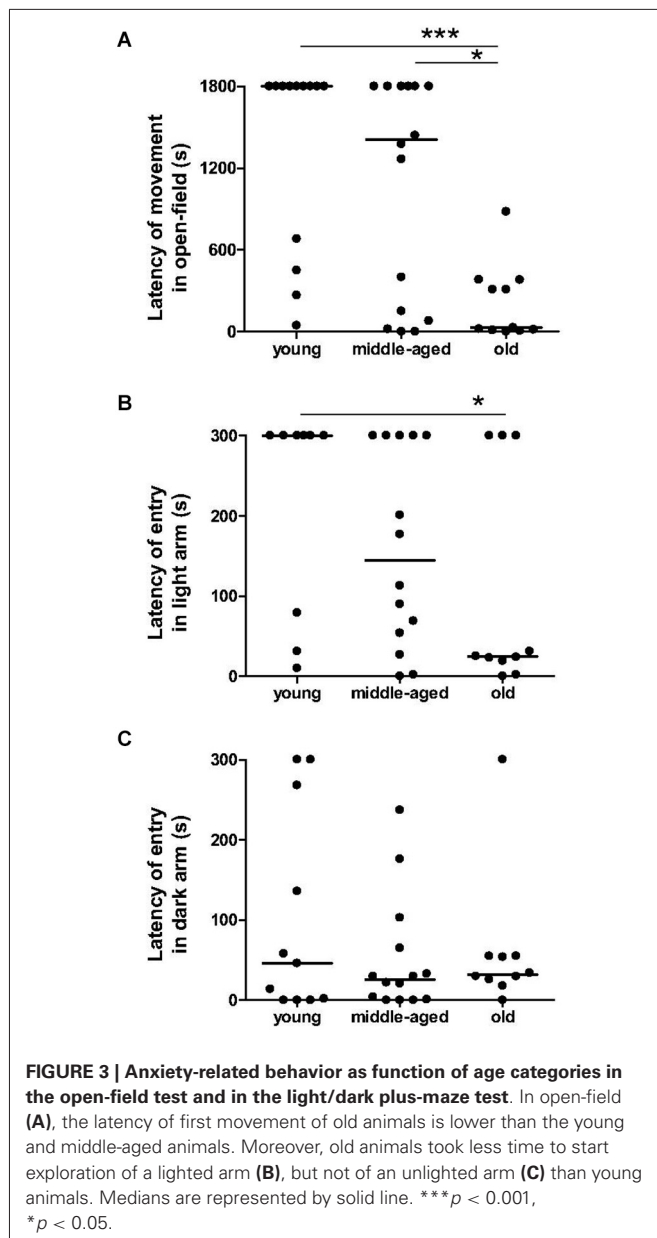 A
***
*
Latency of movement
in open-field (s)
1800
1200
600
0
young middle-aged old
B
*
Latency of entry
in light arm (s)
300
200
100
0
young middle-aged old
C
Latency of entry
in dark arm (s)
300
200
100
0
young middle-aged old
FIGURE 3 | Anxiety-related behavior as function of age categories in
the open-field test and in the light/dark plus-maze test. In open-field
(A), the latency of first movement of old animals is lower than the young
and middle-aged animals. Moreover, old animals took less time to start
exploration of a lighted arm (B), but not of an unlighted arm (C) than young
animals. Medians are represented by solid line. ***p < 0.001,
*p < 0.05.